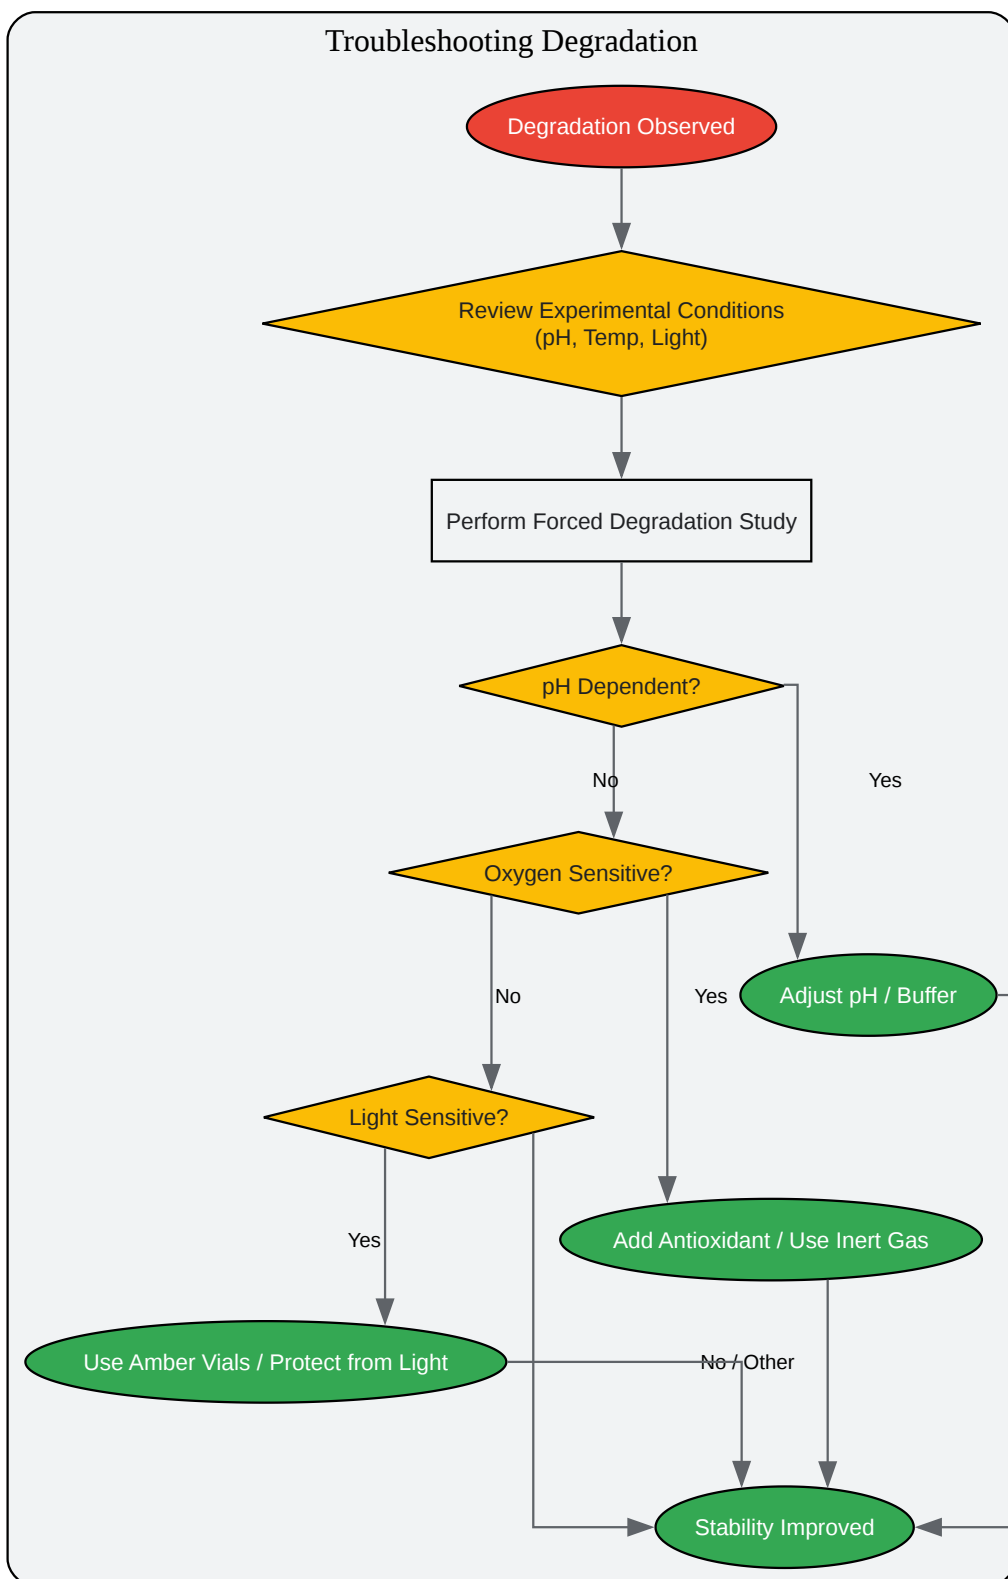 Troubleshooting Degradation
Degradation Observed
Review Experimental Conditions
(pH, Temp, Light)
Perform Forced Degradation Study
pH Dependent?
No
Yes
Oxygen Sensitive?
No
Yes
Adjust pH / Buffer
Light Sensitive?
Yes
Add Antioxidant / Use Inert Gas
Use Amber Vials / Protect from Light
No / Other
Stability Improved